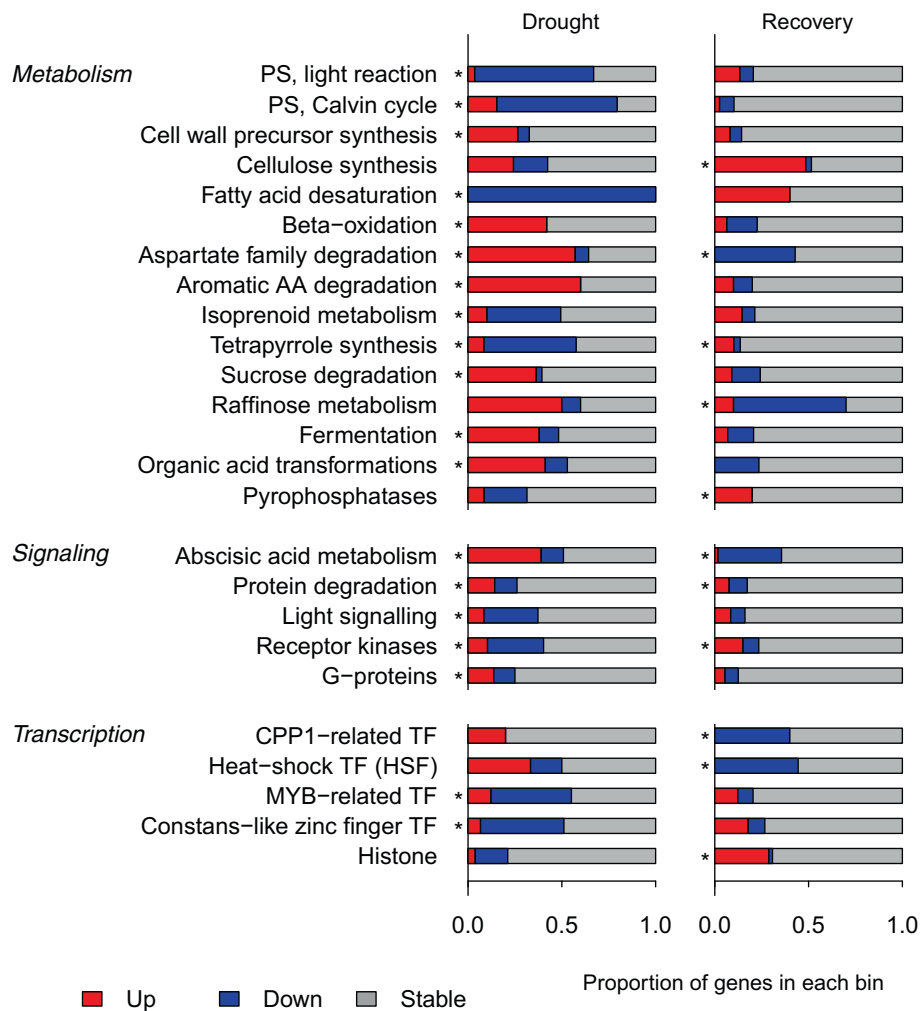 Drought Recovery
Metabolism PS, light reaction * 
PS, Calvin cycle *
Cell wall precursor synthesis *
Cellulose synthesis *
Fatty acid desaturation *
Beta−oxidation *
Aspartate family degradation * *
Aromatic AA degradation *
Isoprenoid metabolism *
Tetrapyrrole synthesis * *
Sucrose degradation *
Raffinose metabolism *
Fermentation *
Organic acid transformations *
Pyrophosphatases *
Signaling Abscisic acid metabolism * *
Protein degradation * *
Light signalling *
Receptor kinases * *
G−proteins *
Transcription CPP1−related TF *
Heat−shock TF (HSF) *
MYB−related TF *
Constans−like zinc finger TF *
Histone *
0.0 0.5 1.0 0.0 0.5 1.0
Proportion of genes in each bin
Up Down Stable